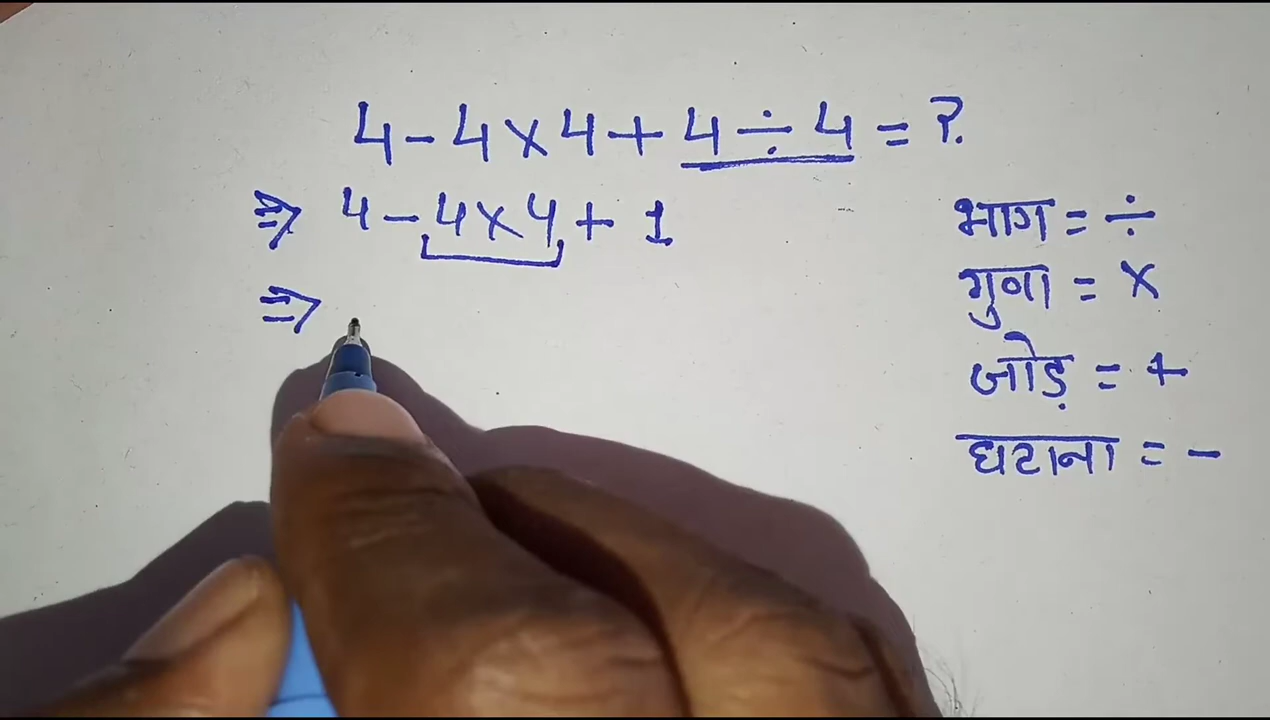 4 - 4 × 4 + 4 ÷ 4 = ?
⇒ 4 - 4 × 4 + 1
⇒
भाग = ÷
गुणा = ×
जोड़ = +
घटाना = -